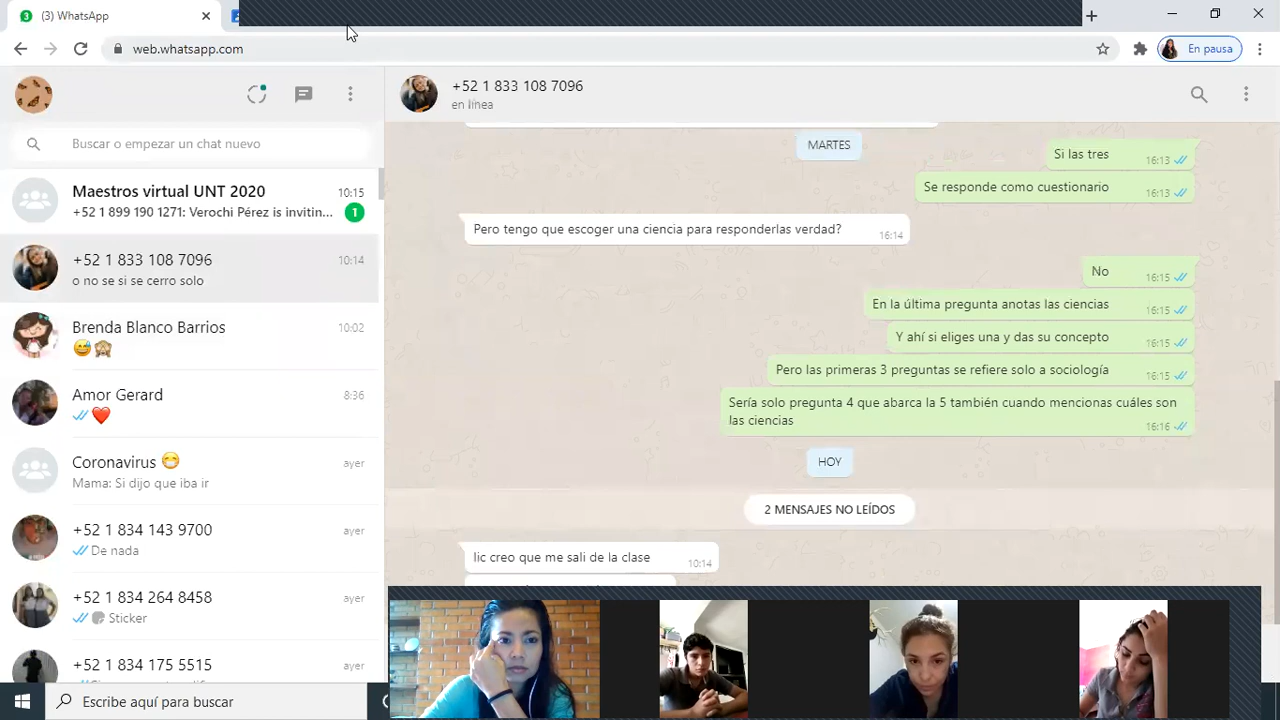 (3) WhatsApp
web.whatsapp.com
En pausa
+52 1 833 108 7096
en línea
Buscar o empezar un chat nuevo
Maestros virtual UNT 2020 10:15
+52 1 899 190 1271: Verochi Pérez is invitin... 1
+52 1 833 108 7096 10:14
o no se si se cerro solo
Brenda Blanco Barrios 10:02
Amor Gerard 8:36
Coronavirus ayer
Mama: Si dijo que iba ir
+52 1 834 143 9700 ayer
De nada
+52 1 834 264 8458 ayer
Sticker
+52 1 834 175 5515 ayer
MARTES
Si las tres 16:13
Se responde como cuestionario 16:13
Pero tengo que escoger una ciencia para responderlas verdad? 16:14
No 16:15
En la última pregunta anotas las ciencias 16:15
Y ahí si eliges una y das su concepto 16:15
Pero las primeras 3 preguntas se refiere solo a sociología 16:15
Sería solo pregunta 4 que abarca la 5 también cuando mencionas cuáles son
las ciencias 16:16
HOY
2 MENSAJES NO LEÍDOS
lic creo que me sali de la clase 10:14
Escribe aquí para buscar